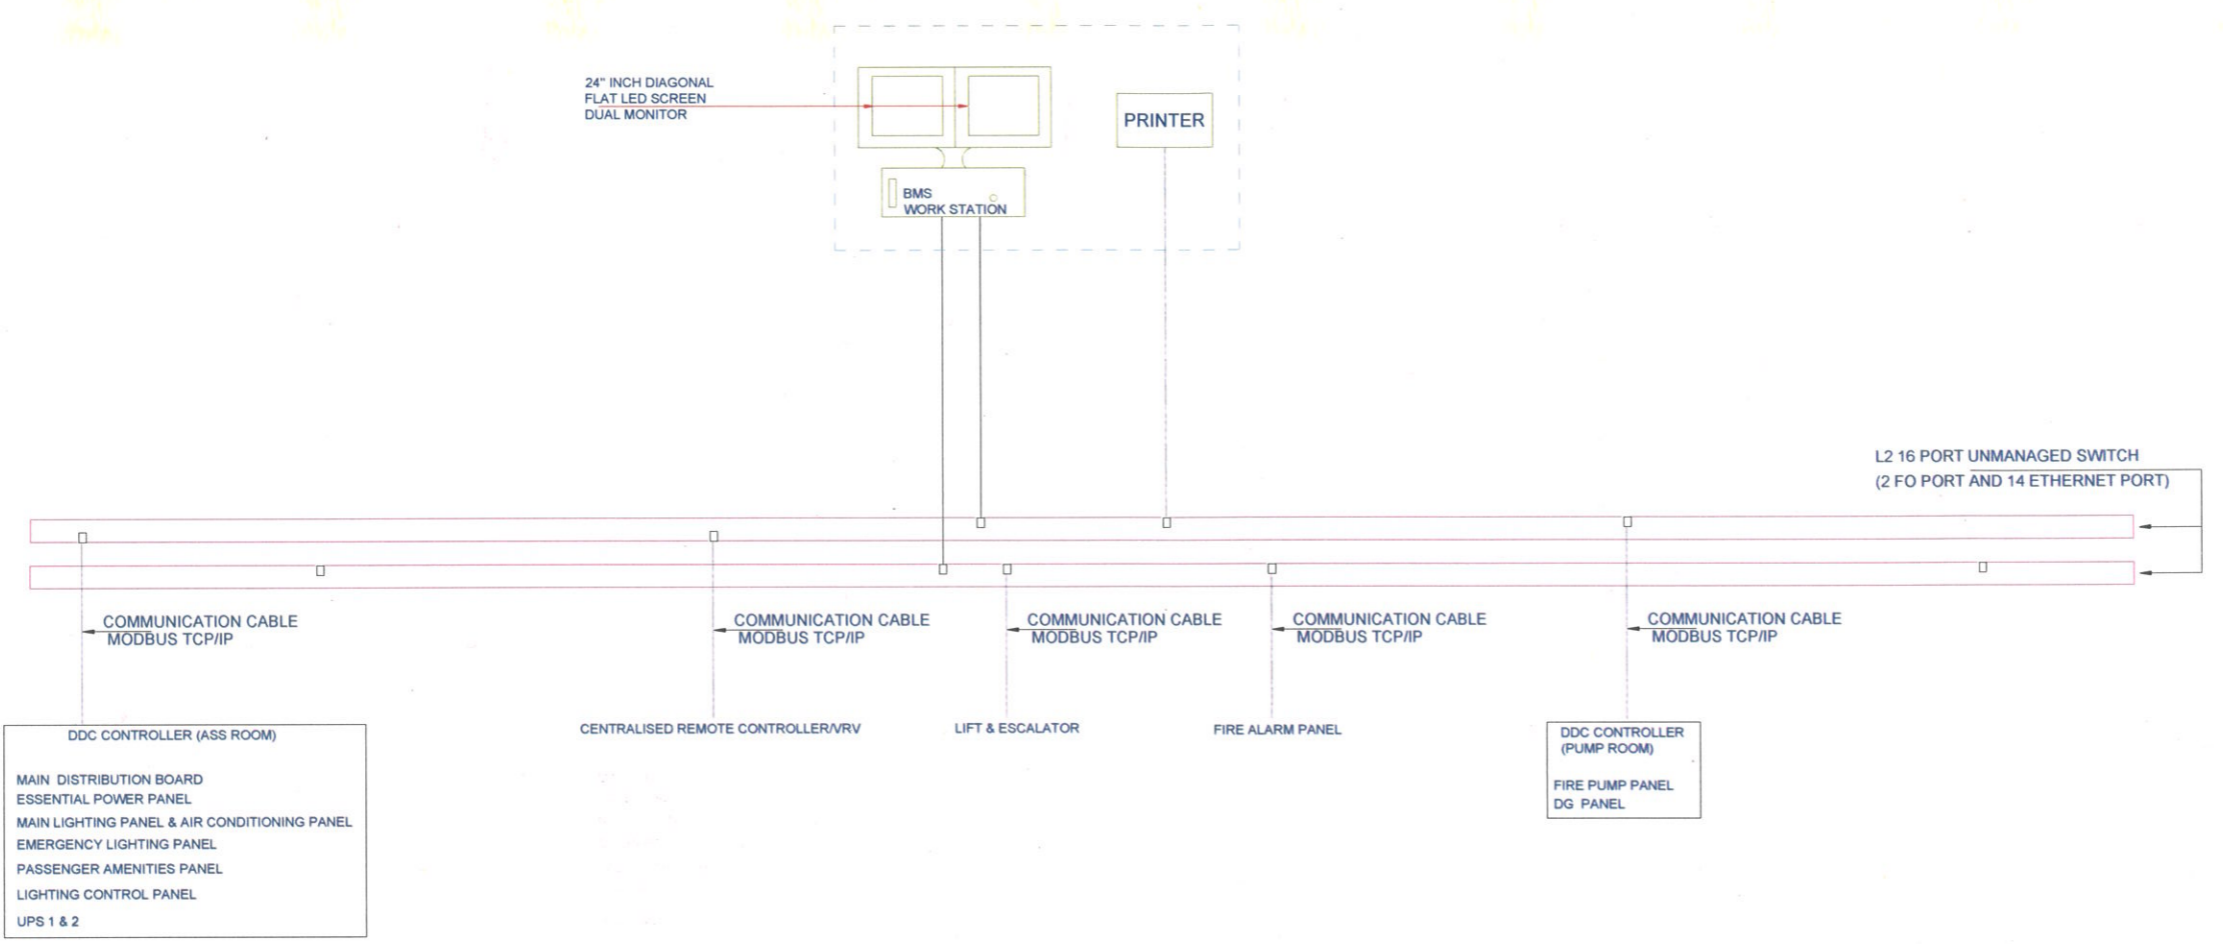 24" INCH DIAGONAL
FLAT LED SCREEN
DUAL MONITOR
PRINTER
BMS
WORK STATION
L2 16 PORT UNMANAGED SWITCH
(2 FO PORT AND 14 ETHERNET PORT)
COMMUNICATION CABLE
MODBUS TCP/IP
COMMUNICATION CABLE
MODBUS TCP/IP
COMMUNICATION CABLE
MODBUS TCP/IP
COMMUNICATION CABLE
MODBUS TCP/IP
COMMUNICATION CABLE
MODBUS TCP/IP
DDC CONTROLLER (ASS ROOM)
MAIN DISTRIBUTION BOARD
ESSENTIAL POWER PANEL
MAIN LIGHTING PANEL & AIR CONDITIONING PANEL
EMERGENCY LIGHTING PANEL
PASSENGER AMENITIES PANEL
LIGHTING CONTROL PANEL
UPS 1 & 2
CENTRALISED REMOTE CONTROLLER/VRV
LIFT & ESCALATOR
FIRE ALARM PANEL
DDC CONTROLLER
(PUMP ROOM)
FIRE PUMP PANEL
DG PANEL